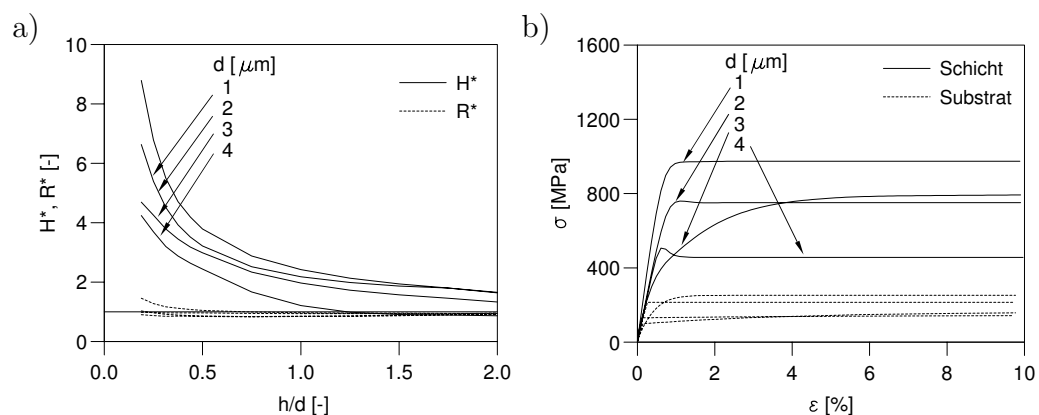 a)
10
8
6
4
2
0
H*, R* [-]
0.0
0.5
1.0
1.5
2.0
h/d [-]
d [μm]
1
2
3
4
H*
R*
b)
1600
1200
800
400
0
σ [MPa]
0
2
4
6
8
10
ε [%]
d [μm]
1
2
3
4
Schicht
Substrat